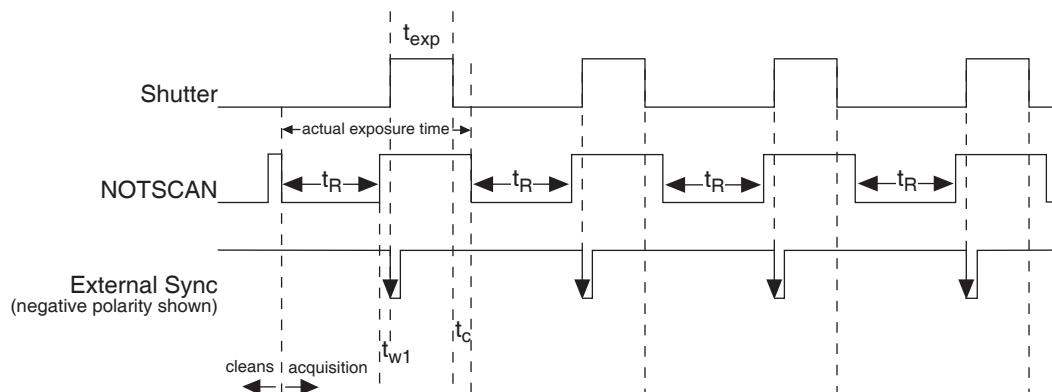 t_exp
Shutter
actual exposure time
NOTSCAN
t_R
t_R
t_R
t_R
External Sync
(negative polarity shown)
t_c
t_w1
cleans
acquisition